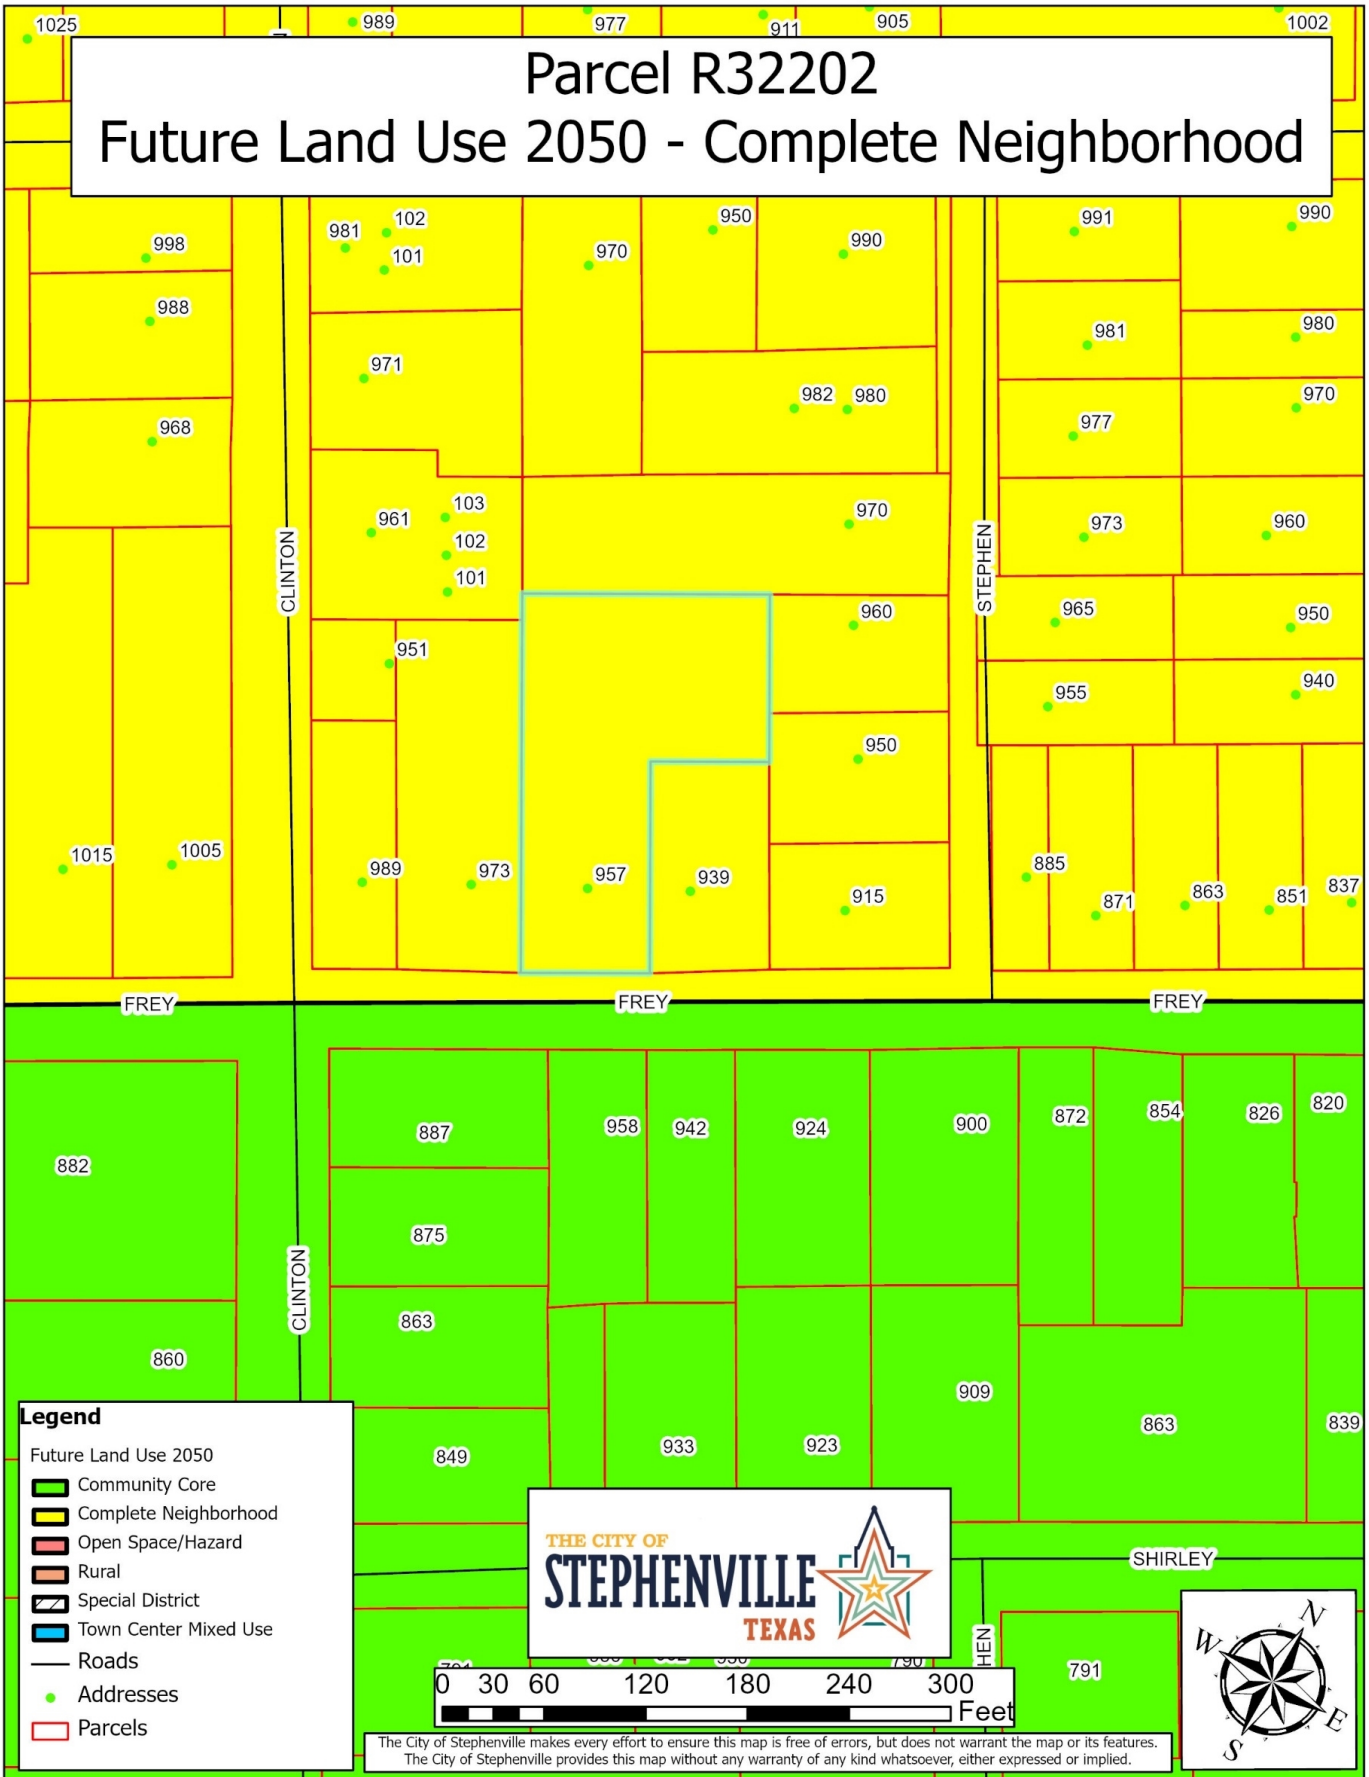 1025
989
977
911
905
1002
Parcel R32202
Future Land Use 2050 - Complete Neighborhood
998
981
102
101
970
950
990
991
990
988
971
982
980
981
980
968
977
970
CLINTON
961
103
102
101
970
STEPHEN
973
960
951
960
965
950
950
955
940
1015
1005
989
973
957
939
915
885
871
863
851
837
FREY
FREY
FREY
882
887
958
942
924
900
872
854
826
820
875
CLINTON
863
860
909
863
839
849
933
923
Legend
Future Land Use 2050
Community Core
Complete Neighborhood
Open Space/Hazard
Rural
Special District
Town Center Mixed Use
Roads
Addresses
Parcels
THE CITY OF
STEPHENVILLE
TEXAS
SHIRLEY
HEN
791
790
791
0 30 60 120 180 240 300
Feet
N
W
E
S
The City of Stephenville makes every effort to ensure this map is free of errors, but does not warrant the map or its features.
The City of Stephenville provides this map without any warranty of any kind whatsoever, either expressed or implied.